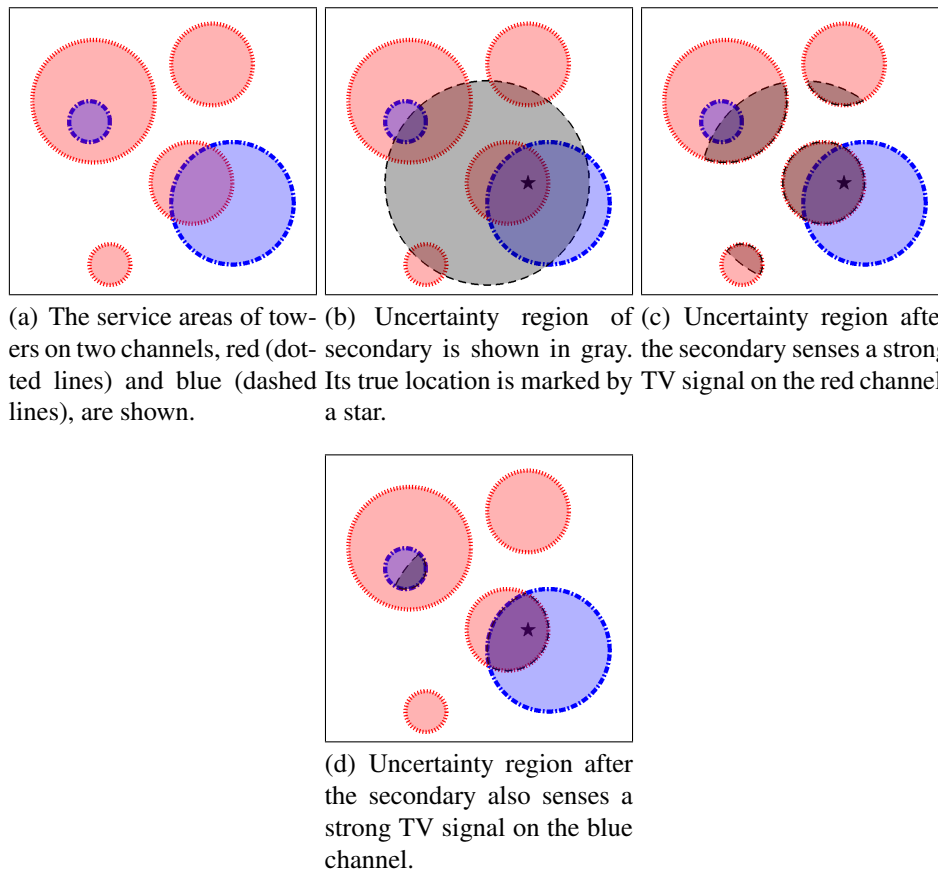 (a) The service areas of tow-
ers on two channels, red (dot-
ted lines) and blue (dashed
lines), are shown.
(b) Uncertainty region of
secondary is shown in gray.
Its true location is marked by
a star.
(c) Uncertainty region after
the secondary senses a strong
TV signal on the red channel
(d) Uncertainty region after
the secondary also senses a
strong TV signal on the blue
channel.